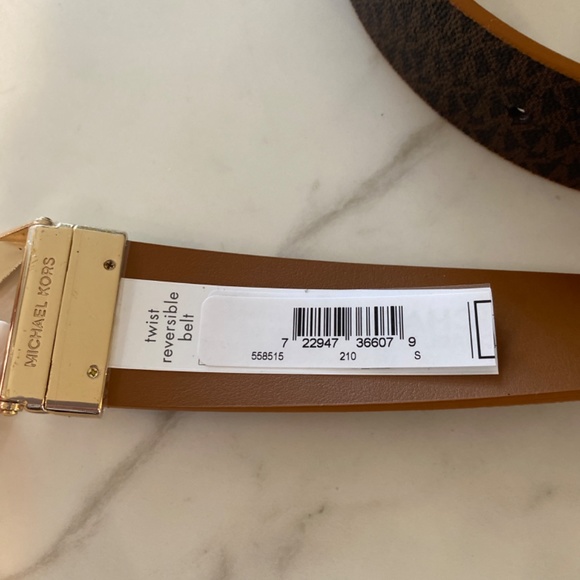 MICHAEL KORS
twist
reversible
belt
7 22947 36607 9
558515 210 S